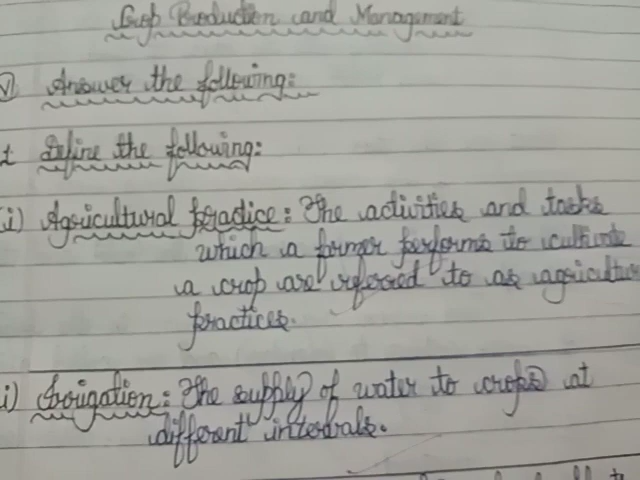 Crop Production and Management
Answer the following:
Define the following:
i) Agricultural practice: The activities and tasks
which a farmer performs to cultivate
a crop are referred to as agricultur
practices.
i) Irrigation: The supply of water to crops at
different intervals.